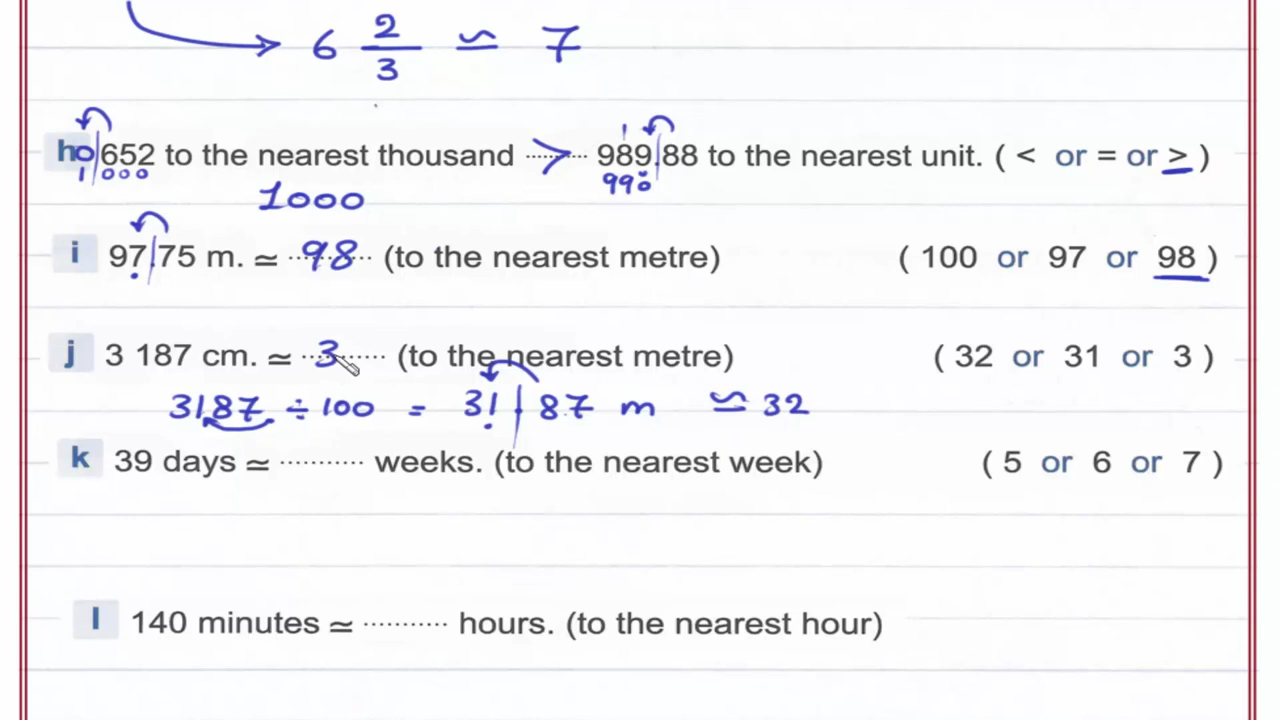 6 2/3 ≃ 7
h 0 652 to the nearest thousand > 989.88 to the nearest unit. ( < or = or > )
1 000 990
1000
i 97.75 m. ≃ 98 (to the nearest metre) ( 100 or 97 or 98 )
j 3 187 cm. ≃ 3 (to the nearest metre) ( 32 or 31 or 3 )
3187 ÷ 100 = 31.87 m ≃ 32
k 39 days ≃ ........... weeks. (to the nearest week) ( 5 or 6 or 7 )
l 140 minutes ≃ ........... hours. (to the nearest hour)